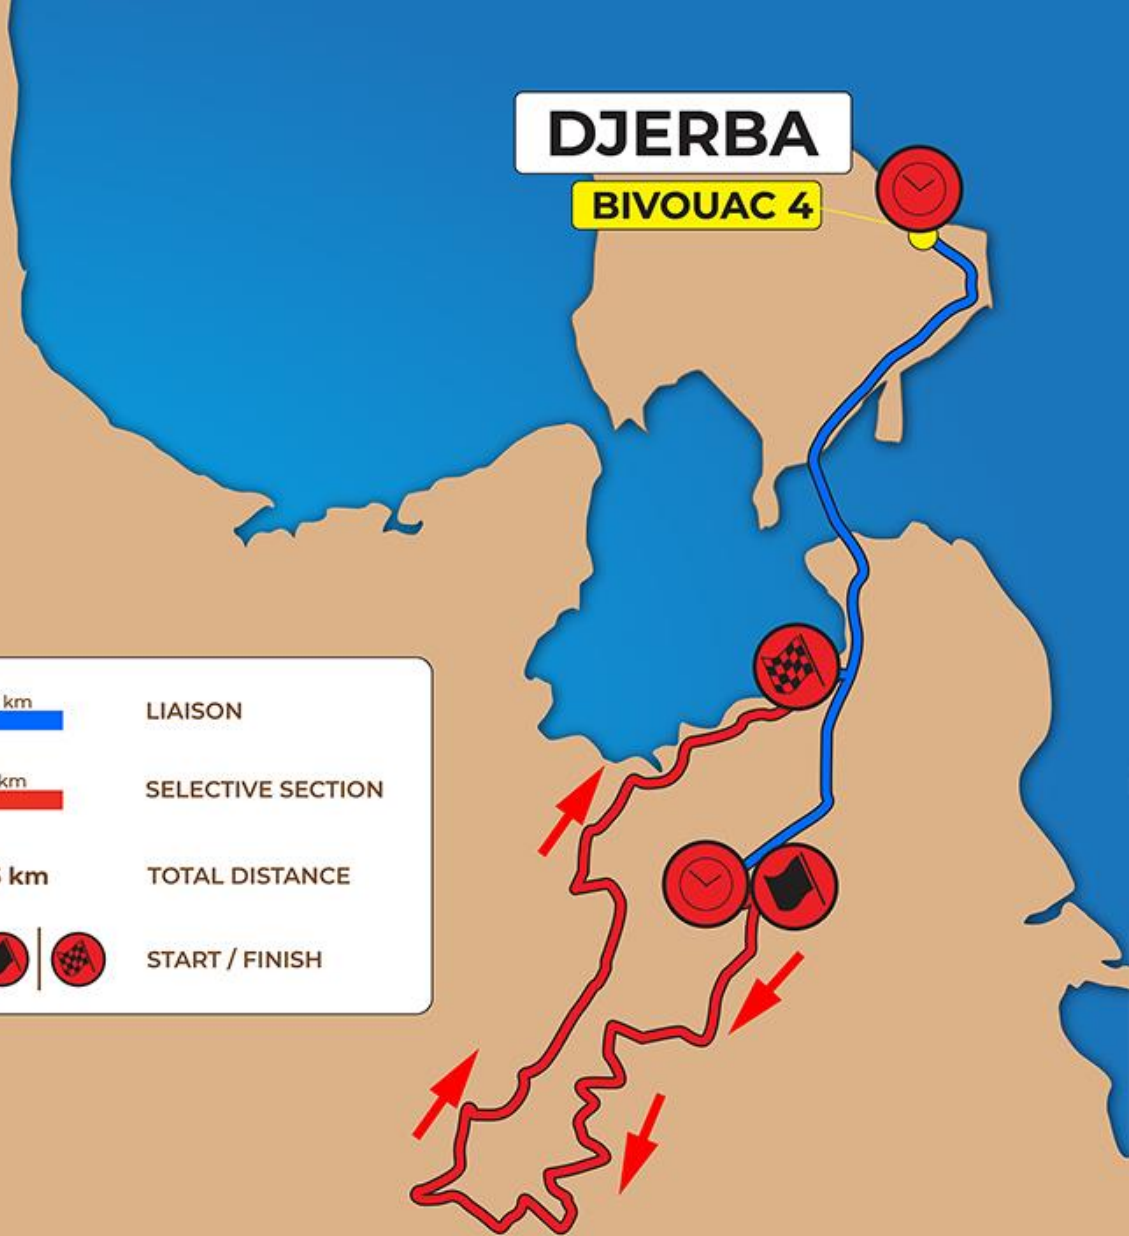 DJERBA
BIVOUAC 4
km
LIAISON
km
SELECTIVE SECTION
km
TOTAL DISTANCE
START / FINISH